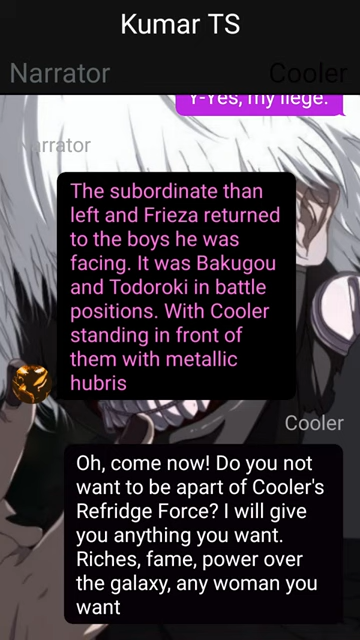 Kumar TS
Narrator
Cooler
Y-Yes, my liege.
Narrator
The subordinate than
left and Frieza returned
to the boys he was
facing. It was Bakugou
and Todoroki in battle
positions. With Cooler
standing in front of
them with metallic
hubris
Cooler
Oh, come now! Do you not
want to be apart of Cooler's
Refridge Force? I will give
you anything you want.
Riches, fame, power over
the galaxy, any woman you
want